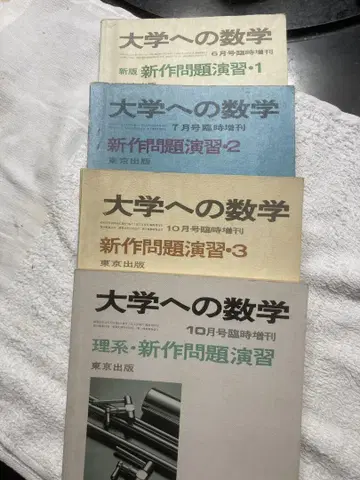 大学への数学
6月号臨時増刊
新版 新作問題演習・1
大学への数学
7月号臨時増刊
新作問題演習・2
東京出版
大学への数学
10月号臨時増刊
新作問題演習・3
東京出版
大学への数学
10月号臨時増刊
理系・新作問題演習
東京出版